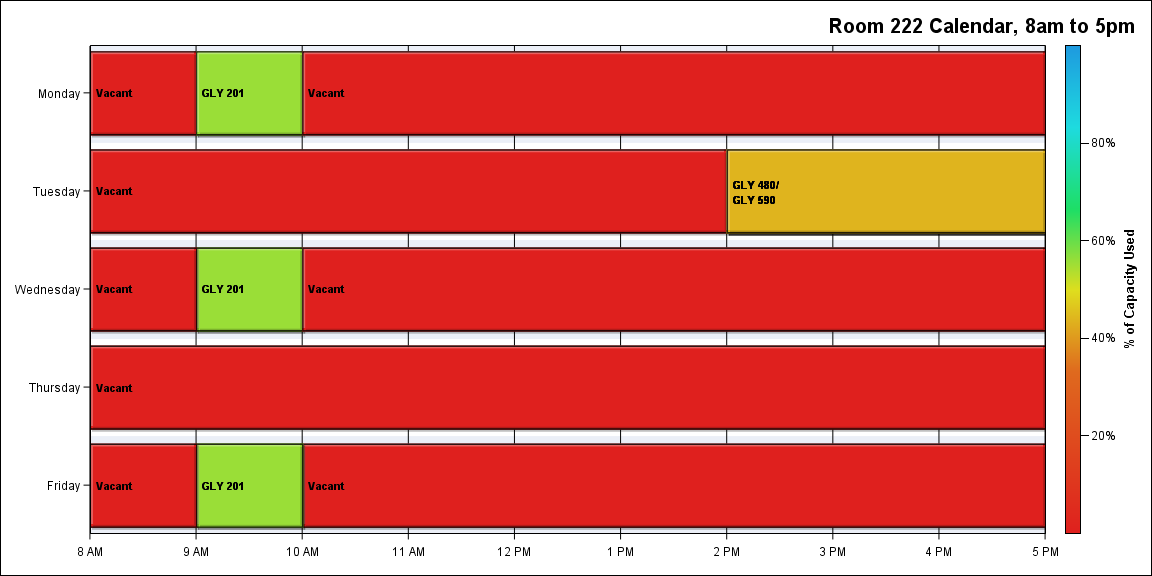 Room 222 Calendar, 8am to 5pm
Monday
Vacant
GLY 201
Vacant
Tuesday
Vacant
GLY 480/
GLY 590
Wednesday
Vacant
GLY 201
Vacant
Thursday
Vacant
Friday
Vacant
GLY 201
Vacant
8 AM
9 AM
10 AM
11 AM
12 PM
1 PM
2 PM
3 PM
4 PM
5 PM
80%
60%
40%
20%
% of Capacity Used